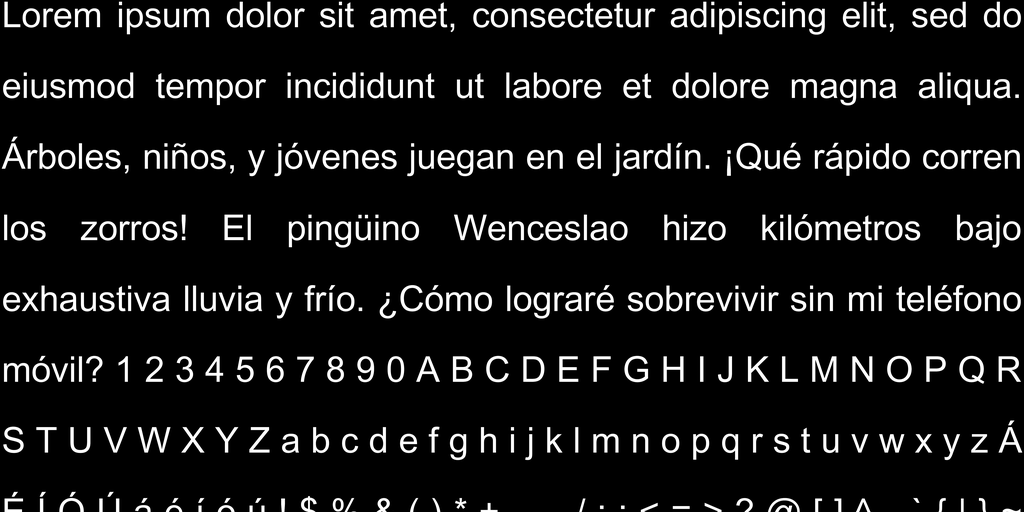 Lorem ipsum dolor sit amet, consectetur adipiscing elit, sed do
eiusmod tempor incididunt ut labore et dolore magna aliqua.
Árboles, niños, y jóvenes juegan en el jardín. ¡Qué rápido corren
los zorros! El pingüino Wenceslao hizo kilómetros bajo
exhaustiva lluvia y frío. ¿Cómo lograré sobrevivir sin mi teléfono
móvil? 1 2 3 4 5 6 7 8 9 0 A B C D E F G H I J K L M N O P Q R
S T U V W X Y Z a b c d e f g h i j k l m n o p q r s t u v w x y z Á
É Í Ó Ú á é í ó ú ! $ % & ( ) * + / : ; < = > ? @ [ ] ` { | } ~